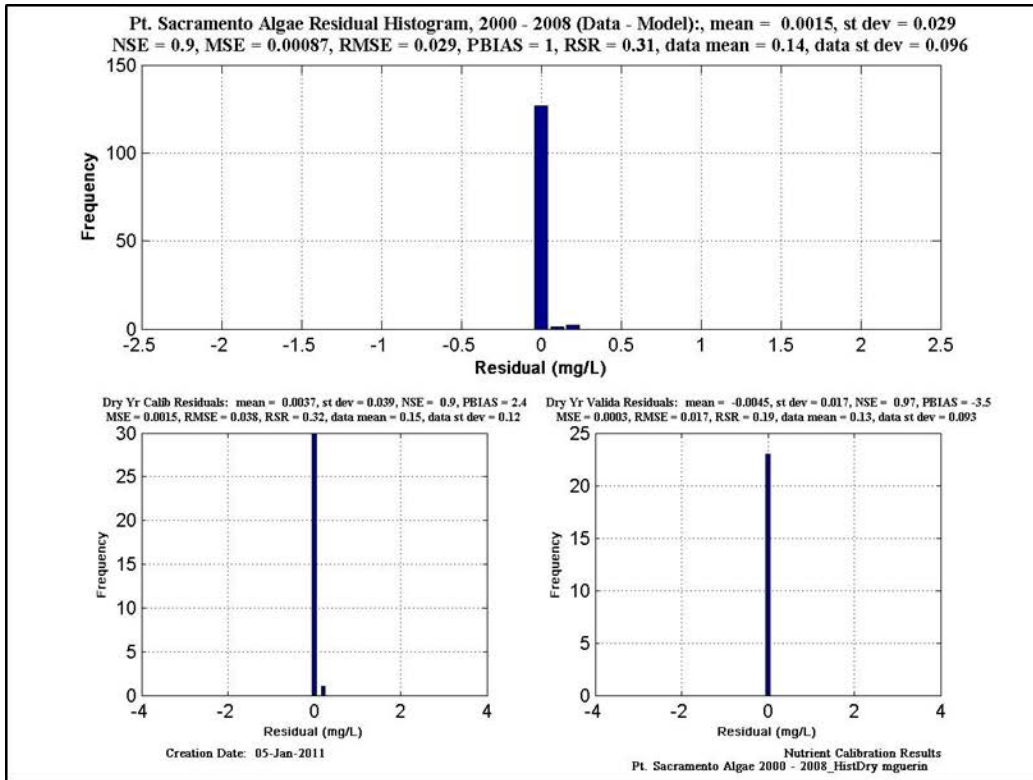 Pt. Sacramento Algae Residual Histogram, 2000 - 2008 (Data - Model):, mean = 0.0015, st dev = 0.029
NSE = 0.9, MSE = 0.00087, RMSE = 0.029, PBIAS = 1, RSR = 0.31, data mean = 0.14, data st dev = 0.096
150
100
50
0
Frequency
-2.5 -2 -1.5 -1 -0.5 0 0.5 1 1.5 2 2.5
Residual (mg/L)
Dry Yr Calib Residuals: mean = 0.0037, st dev = 0.039, NSE = 0.9, PBIAS = 2.4
MSE = 0.0015, RMSE = 0.038, RSR = 0.32, data mean = 0.15, data st dev = 0.12
30
25
20
15
10
5
0
Frequency
-4 -2 0 2 4
Residual (mg/L)
Creation Date: 05-Jan-2011
Dry Yr Valida Residuals: mean = -0.0045, st dev = 0.017, NSE = 0.97, PBIAS = -3.5
MSE = 0.0003, RMSE = 0.017, RSR = 0.19, data mean = 0.13, data st dev = 0.093
25
20
15
10
5
0
Frequency
-4 -2 0 2 4
Residual (mg/L)
Nutrient Calibration Results
Pt. Sacramento Algae 2000 - 2008_HistDry mguerin